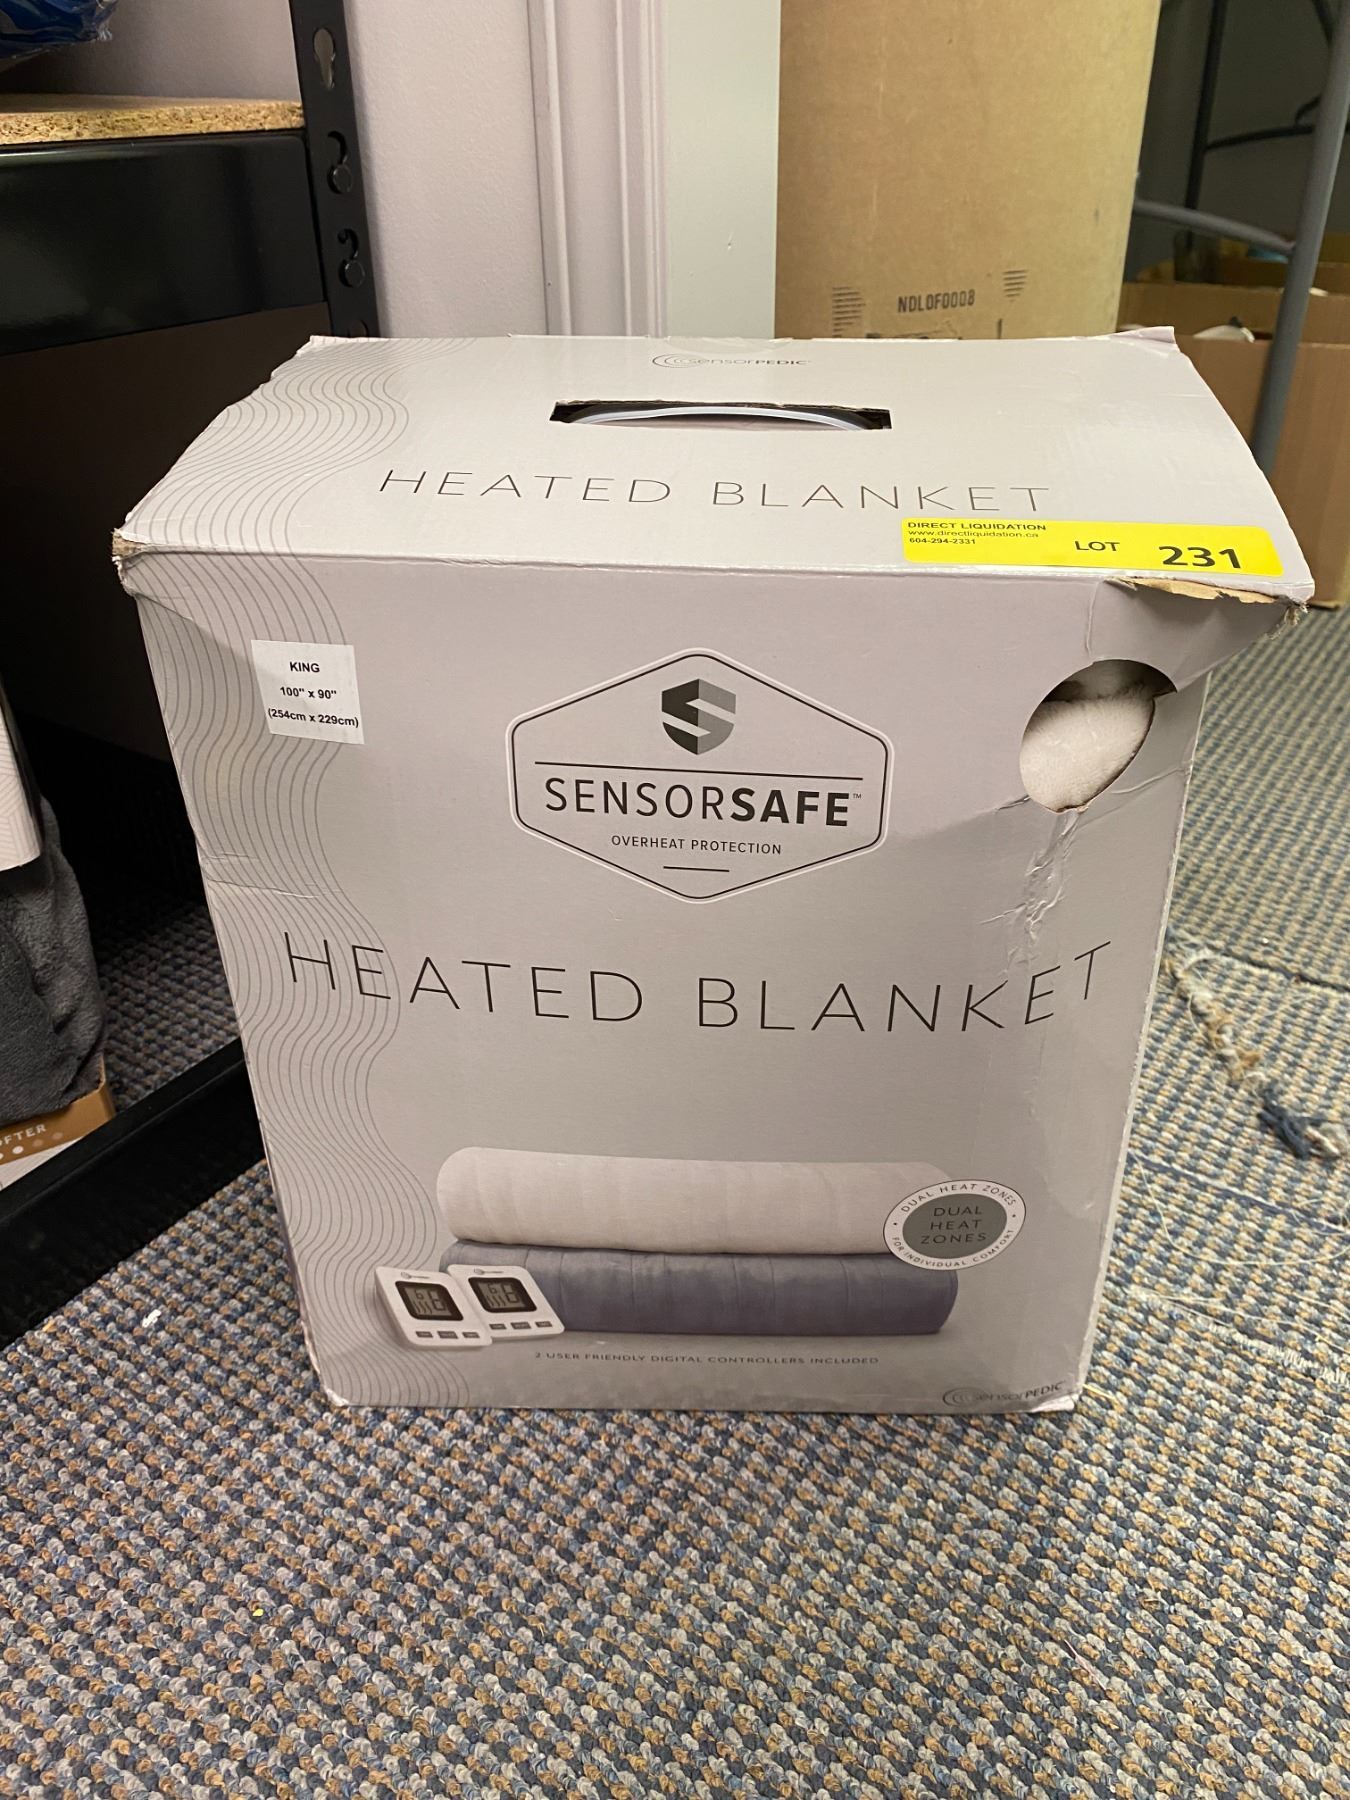 NDLOF0008
sensorPEDIC
HEATED BLANKET
DIRECT LIQUIDATION
www.directliquidation.ca
604-294-2331
LOT 231
KING
100" x 90"
(254cm x 229cm)
SENSORSAFE™
OVERHEAT PROTECTION
HEATED BLANKET
DUAL HEAT ZONES
DUAL
HEAT
ZONES
FOR INDIVIDUAL COMFORT
2 USER FRIENDLY DIGITAL CONTROLLERS INCLUDED
sensorPEDIC